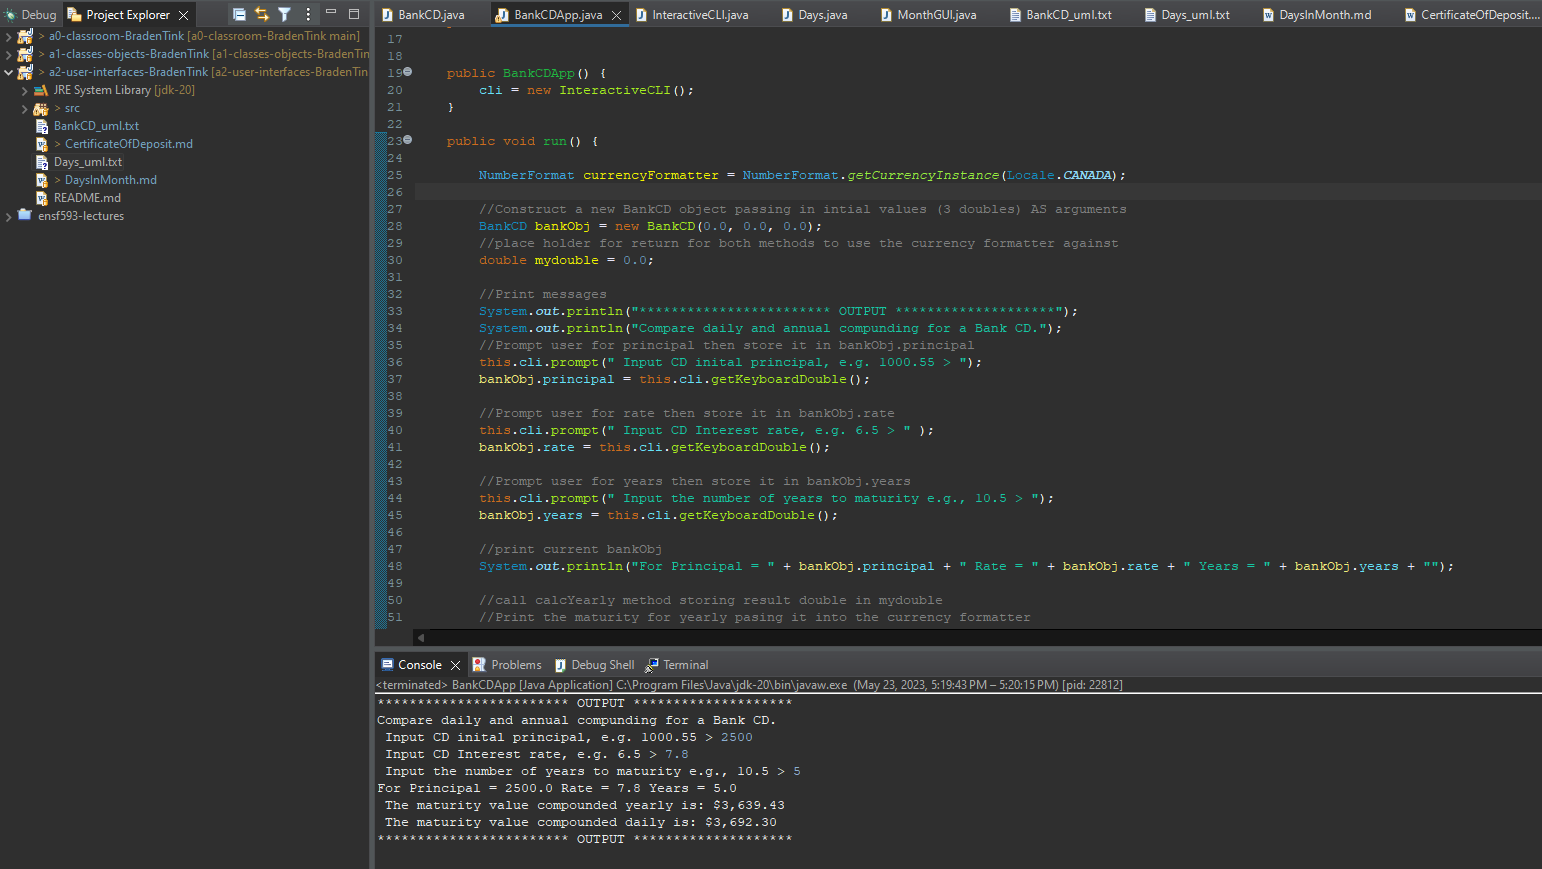 Debug Project Explorer
> a0-classroom-BradenTink [a0-classroom-BradenTink main]
> a1-classes-objects-BradenTink [a1-classes-objects-BradenTin
> a2-user-interfaces-BradenTink [a2-user-interfaces-BradenTin
JRE System Library [jdk-20]
> src
BankCD_uml.txt
> CertificateOfDeposit.md
Days_uml.txt
> DaysInMonth.md
README.md
ensf593-lectures
BankCD.java BankCDApp.java InteractiveCLI.java Days.java MonthGUI.java BankCD_uml.txt Days_uml.txt DaysInMonth.md CertificateOfDeposit....
17
18
19 public BankCDApp() {
20 cli = new InteractiveCLI();
21 }
22
23 public void run() {
24
25 NumberFormat currencyFormatter = NumberFormat.getCurrencyInstance(Locale.CANADA);
26
27 //Construct a new BankCD object passing in intial values (3 doubles) AS arguments
28 BankCD bankObj = new BankCD(0.0, 0.0, 0.0);
29 //place holder for return for both methods to use the currency formatter against
30 double mydouble = 0.0;
31
32 //Print messages
33 System.out.println("************************ OUTPUT ********************");
34 System.out.println("Compare daily and annual compunding for a Bank CD.");
35 //Prompt user for principal then store it in bankObj.principal
36 this.cli.prompt(" Input CD inital principal, e.g. 1000.55 > ");
37 bankObj.principal = this.cli.getKeyboardDouble();
38
39 //Prompt user for rate then store it in bankObj.rate
40 this.cli.prompt(" Input CD Interest rate, e.g. 6.5 > " );
41 bankObj.rate = this.cli.getKeyboardDouble();
42
43 //Prompt user for years then store it in bankObj.years
44 this.cli.prompt(" Input the number of years to maturity e.g., 10.5 > ");
45 bankObj.years = this.cli.getKeyboardDouble();
46
47 //print current bankObj
48 System.out.println("For Principal = " + bankObj.principal + " Rate = " + bankObj.rate + " Years = " + bankObj.years + "");
49
50 //call calcYearly method storing result double in mydouble
51 //Print the maturity for yearly pasing it into the currency formatter
Console Problems Debug Shell Terminal
<terminated> BankCDApp [Java Application] C:\Program Files\Java\jdk-20\bin\javaw.exe (May 23, 2023, 5:19:43 PM – 5:20:15 PM) [pid: 22812]
************************ OUTPUT ********************
Compare daily and annual compunding for a Bank CD.
Input CD inital principal, e.g. 1000.55 > 2500
Input CD Interest rate, e.g. 6.5 > 7.8
Input the number of years to maturity e.g., 10.5 > 5
For Principal = 2500.0 Rate = 7.8 Years = 5.0
The maturity value compounded yearly is: $3,639.43
The maturity value compounded daily is: $3,692.30
************************ OUTPUT ********************